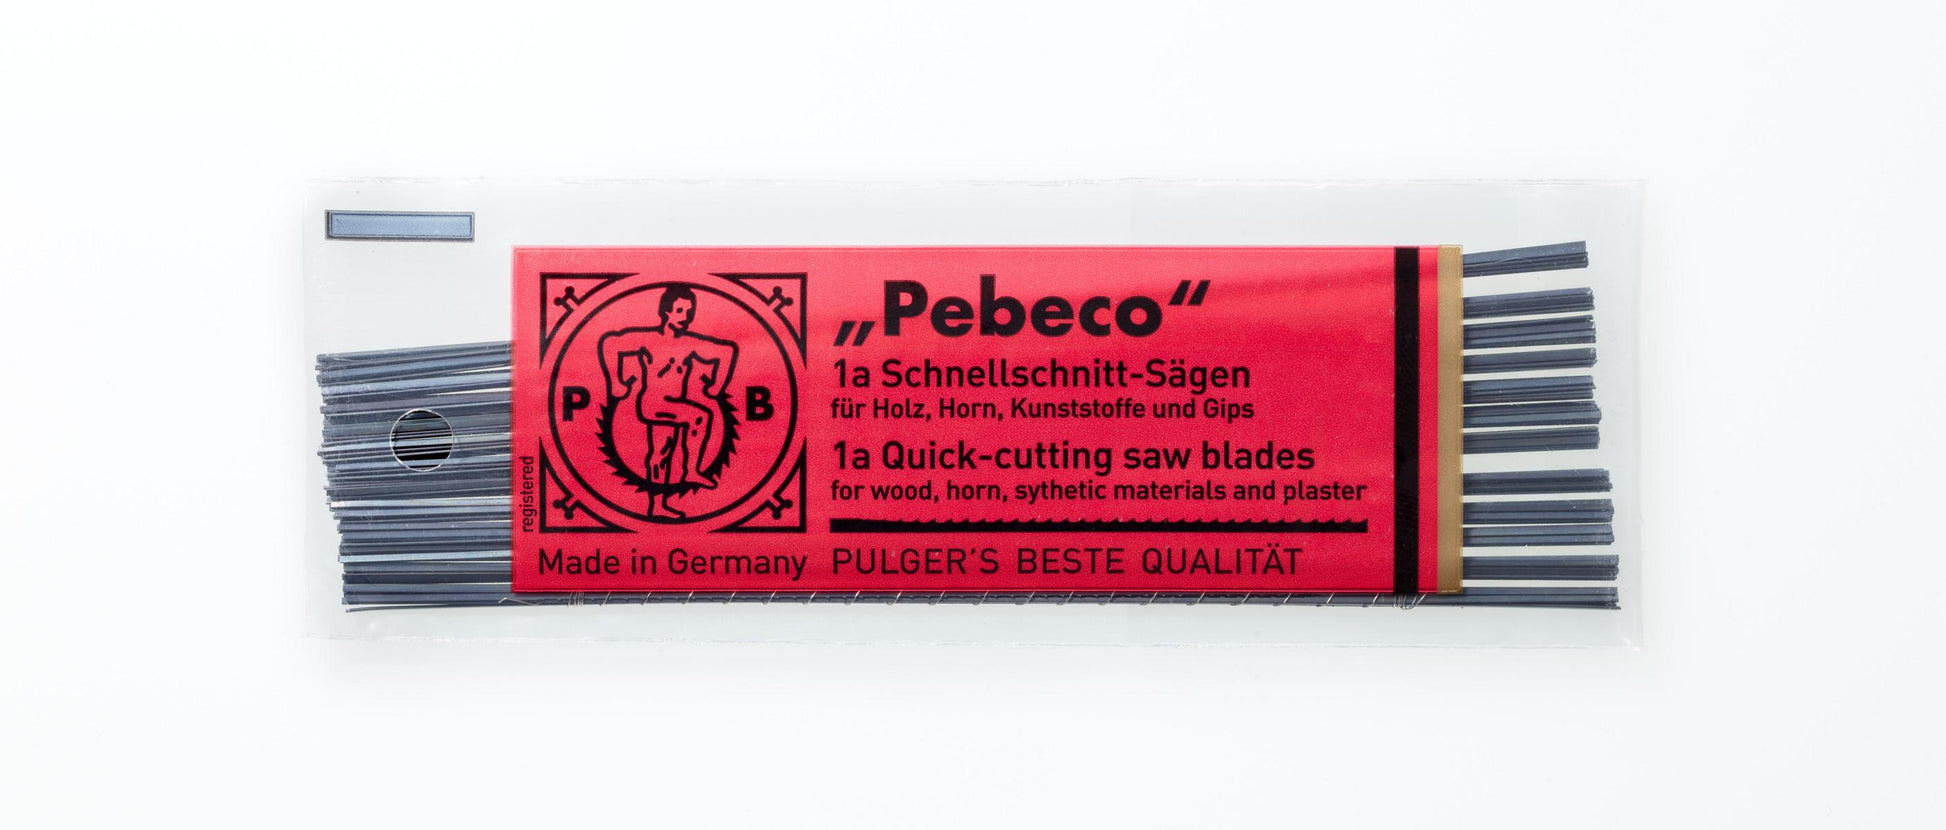 P B
registered
Made in Germany
„Pebeco“
1a Schnellschnitt-Sägen
für Holz, Horn, Kunststoffe und Gips
1a Quick-cutting saw blades
for wood, horn, sythetic materials and plaster
PULGER'S BESTE QUALITÄT